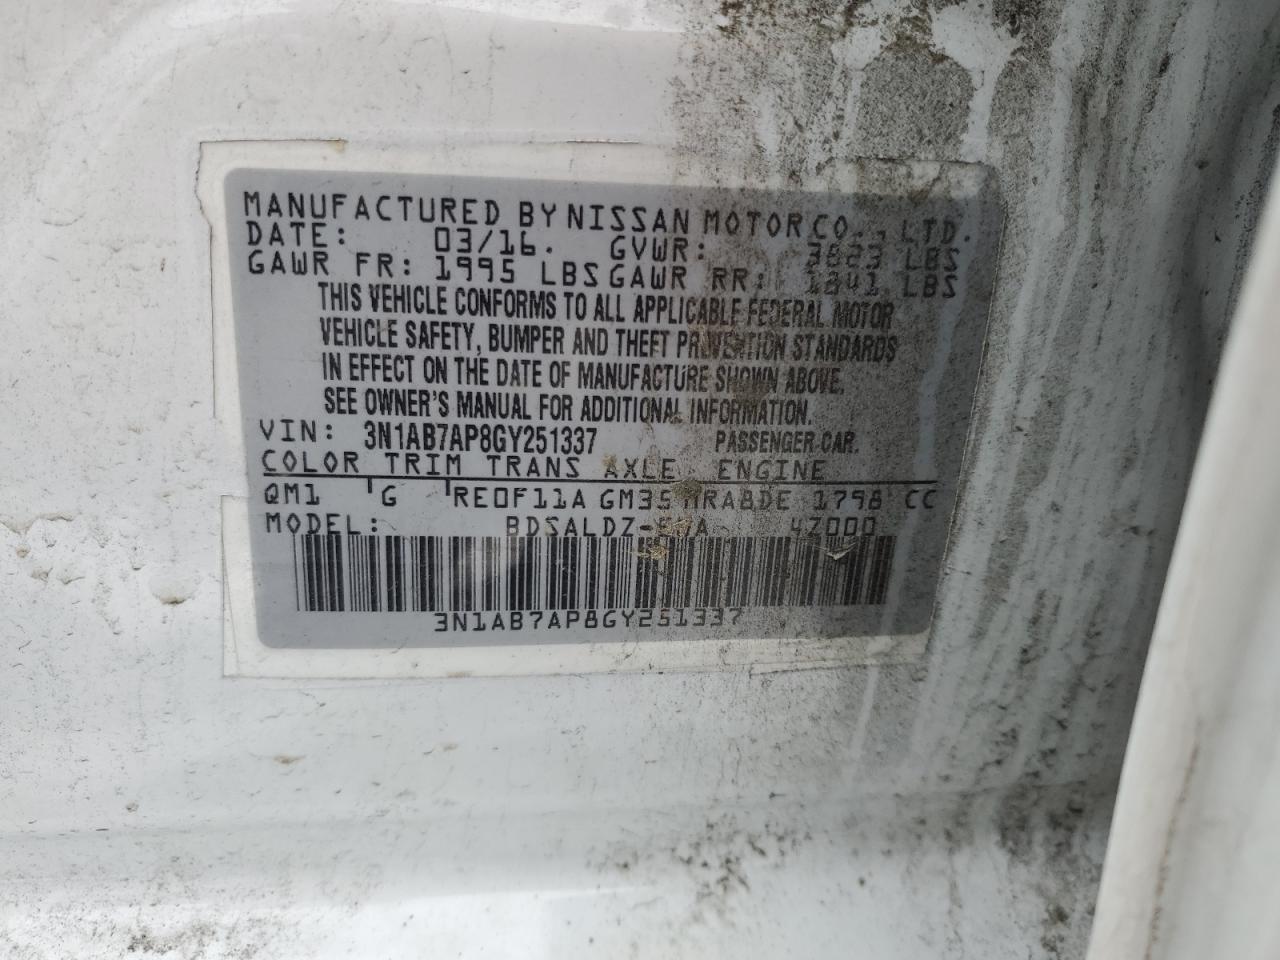 MANUFACTURED BY NISSAN MOTOR CO., LTD.
DATE: 03/16. GVWR: 3823 LBS
GAWR FR: 1995 LBS GAWR RR: 1841 LBS
THIS VEHICLE CONFORMS TO ALL APPLICABLE FEDERAL MOTOR
VEHICLE SAFETY, BUMPER AND THEFT PREVENTION STANDARDS
IN EFFECT ON THE DATE OF MANUFACTURE SHOWN ABOVE.
SEE OWNER'S MANUAL FOR ADDITIONAL INFORMATION.
VIN: 3N1AB7AP8GY251337 PASSENGER CAR.
COLOR TRIM TRANS AXLE ENGINE
QM1 G RE0F11A GM35 MRA8DE 1798 CC
MODEL: 4Z000
3N1AB7AP8GY251337